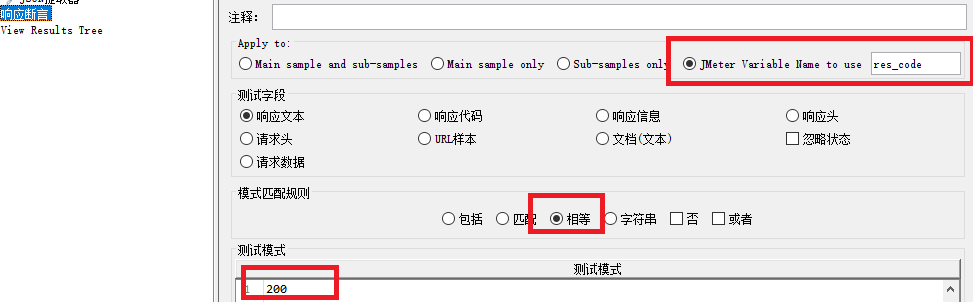 响应断言
View Results Tree
注释：
Apply to:
Main sample and sub-samples
Main sample only
Sub-samples only
JMeter Variable Name to use
res_code
测试字段
响应文本
响应代码
响应信息
响应头
请求头
URL样本
文档(文本)
忽略状态
请求数据
模式匹配规则
包括
匹配
相等
字符串
否
或者
测试模式
测试模式
1
200